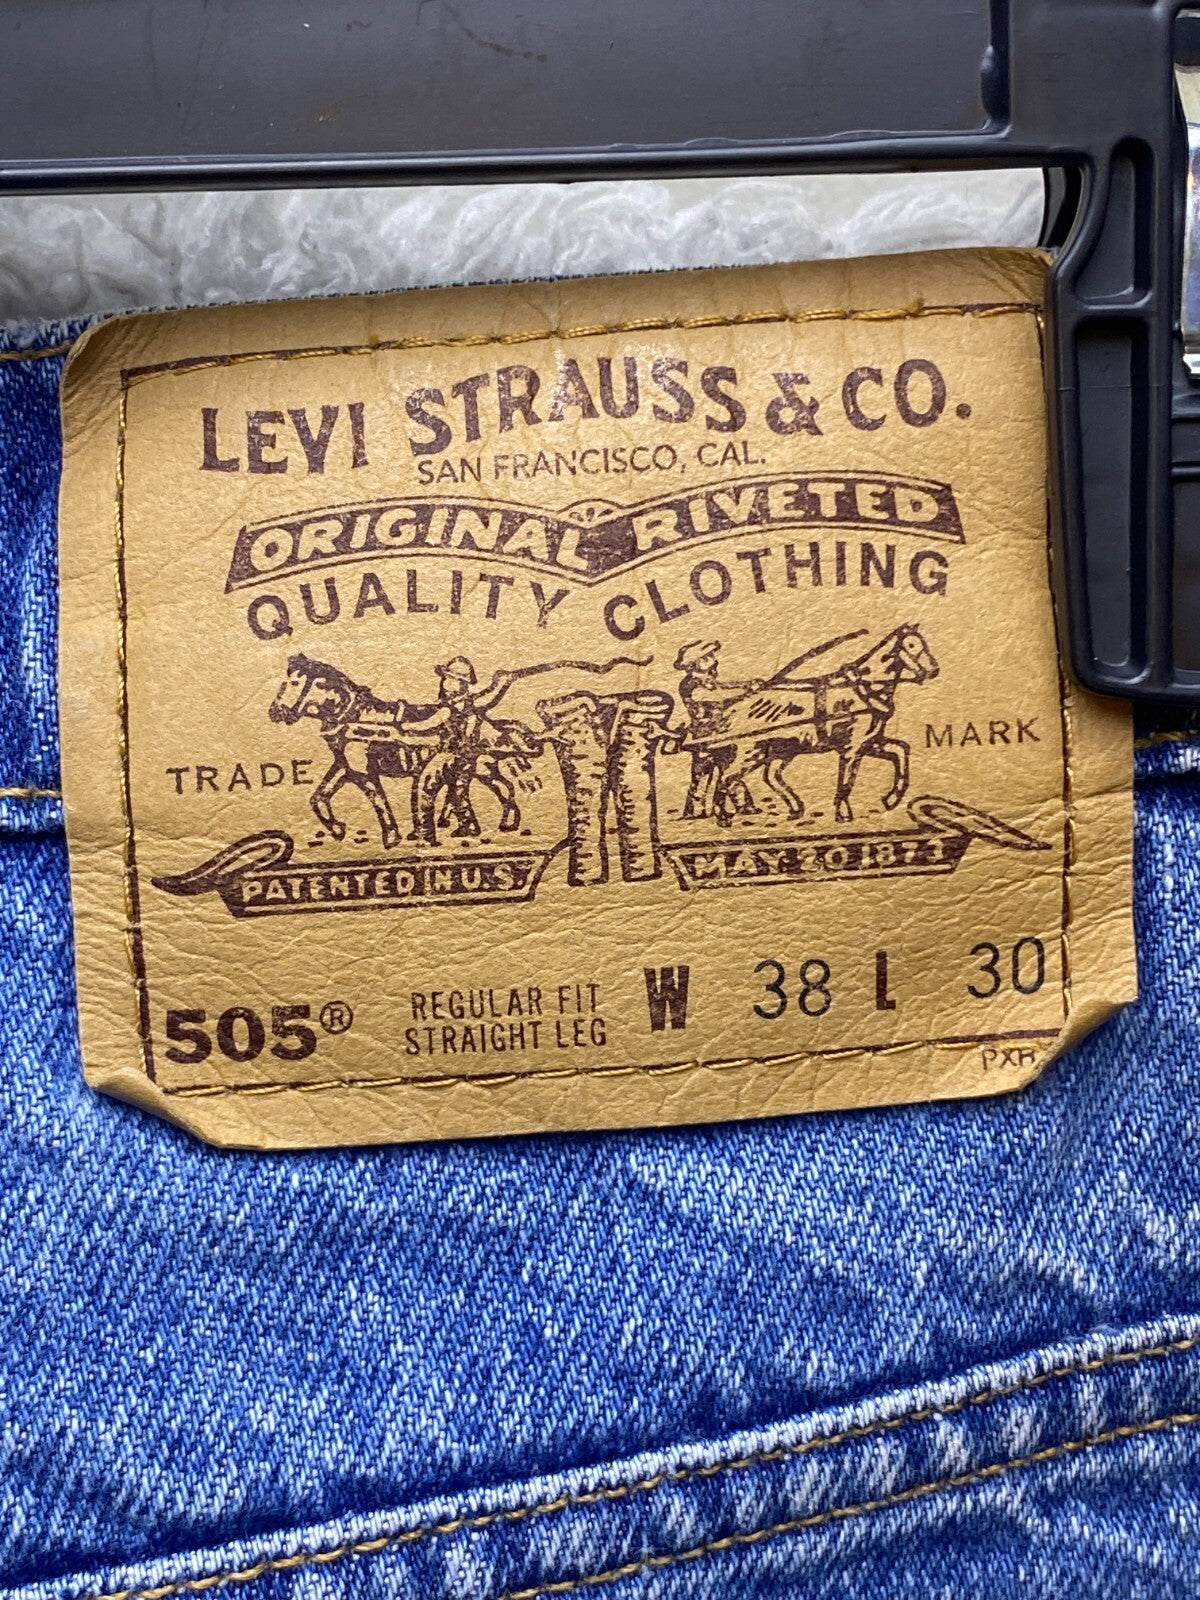 LEVI STRAUSS & CO.
SAN FRANCISCO, CAL.
ORIGINAL RIVETED
QUALITY CLOTHING
TRADE MARK
PATENTED IN U.S. MAY 20 1873
505® REGULAR FIT STRAIGHT LEG W 38 L 30